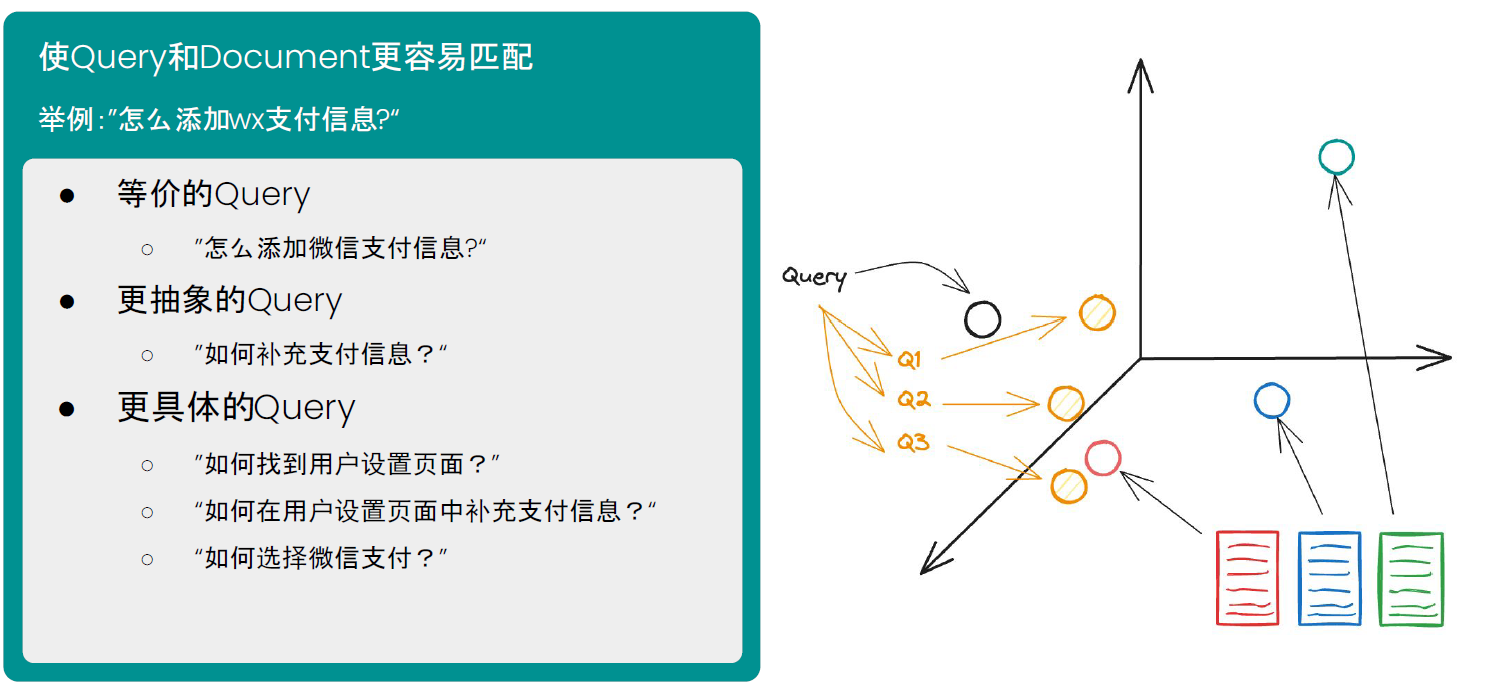 使Query和Document更容易匹配
举例:”怎么添加wx支付信息?“
● 等价的Query
○ ”怎么添加微信支付信息?“
● 更抽象的Query
○ ”如何补充支付信息？“
● 更具体的Query
○ ”如何找到用户设置页面？”
○ “如何在用户设置页面中补充支付信息？“
○ “如何选择微信支付？”
Query
Q1
Q2
Q3